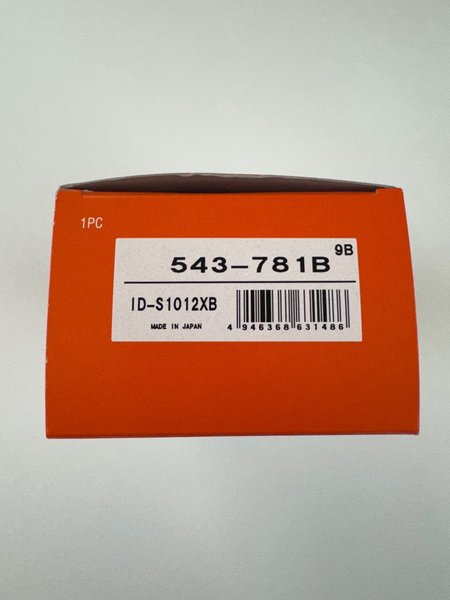 1PC
9B
543-781B
ID-S1012XB
MADE IN JAPAN
4 946368 631486